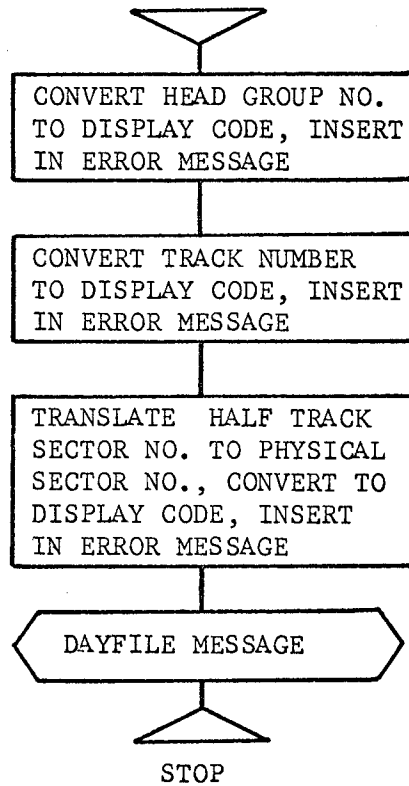 CONVERT HEAD GROUP NO.
TO DISPLAY CODE, INSERT
IN ERROR MESSAGE
CONVERT TRACK NUMBER
TO DISPLAY CODE, INSERT
IN ERROR MESSAGE
TRANSLATE HALF TRACK
SECTOR NO. TO PHYSICAL
SECTOR NO., CONVERT TO
DISPLAY CODE, INSERT
IN ERROR MESSAGE
DAYFILE MESSAGE
STOP